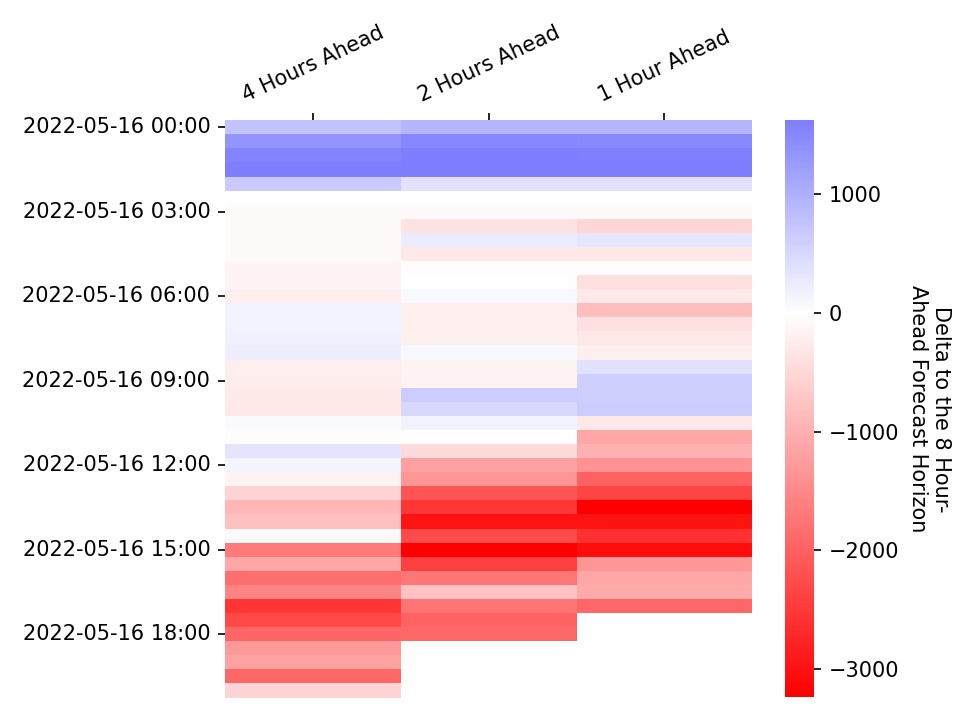 4 Hours Ahead
2 Hours Ahead
1 Hour Ahead
2022-05-16 00:00
2022-05-16 03:00
2022-05-16 06:00
2022-05-16 09:00
2022-05-16 12:00
2022-05-16 15:00
2022-05-16 18:00
1000
0
−1000
−2000
−3000
Delta to the 8 Hour-
Ahead Forecast Horizon